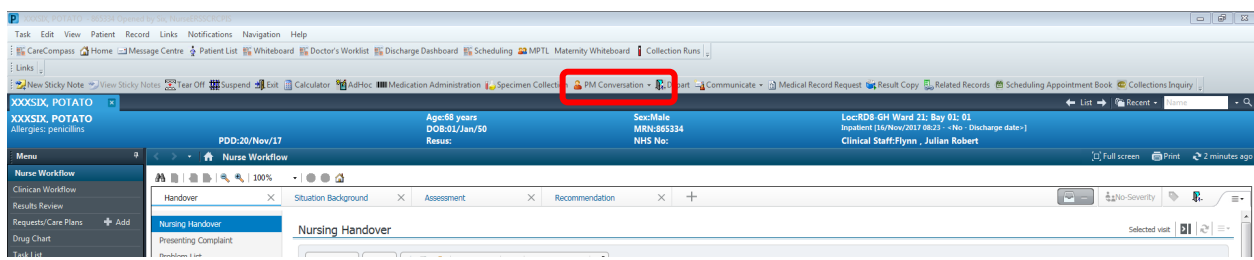 XXXSIX, POTATO - 865334 Opened by
Task Edit View Patient Record Links Notifications Navigation Help
CareCompass Home Message Centre Patient List Whiteboard Doctor's Worklist Discharge Dashboard Scheduling MPTL Maternity Whiteboard Collection Runs
Links
New Sticky Note View Sticky Notes Tear Off Suspend Exit Calculator AdHoc Medication Administration Specimen Collection PM Conversation Depart Communicate Medical Record Request Result Copy Related Records Scheduling Appointment Book Collections Inquiry
XXXSIX, POTATO List Recent Name
XXXSIX, POTATO Age:68 years Sex:Male Loc:RD8-GH Ward 21; Bay 01; 01
Allergies: penicillins DOB:01/Jan/50 MRN:865334 Inpatient [16/Nov/2017 08:23 - <No - Discharge date>]
PDD:20/Nov/17 Resus: NHS No: Clinical Staff:Flynn , Julian Robert
Menu Nurse Workflow Full screen Print 2 minutes ago
Nurse Workflow 100%
Clinican Workflow
Handover Situation Background Assessment Recommendation No-Severity
Results Review
Requests/Care Plans Add Nursing Handover Nursing Handover Selected visit
Drug Chart Presenting Complaint
Task List Problem List